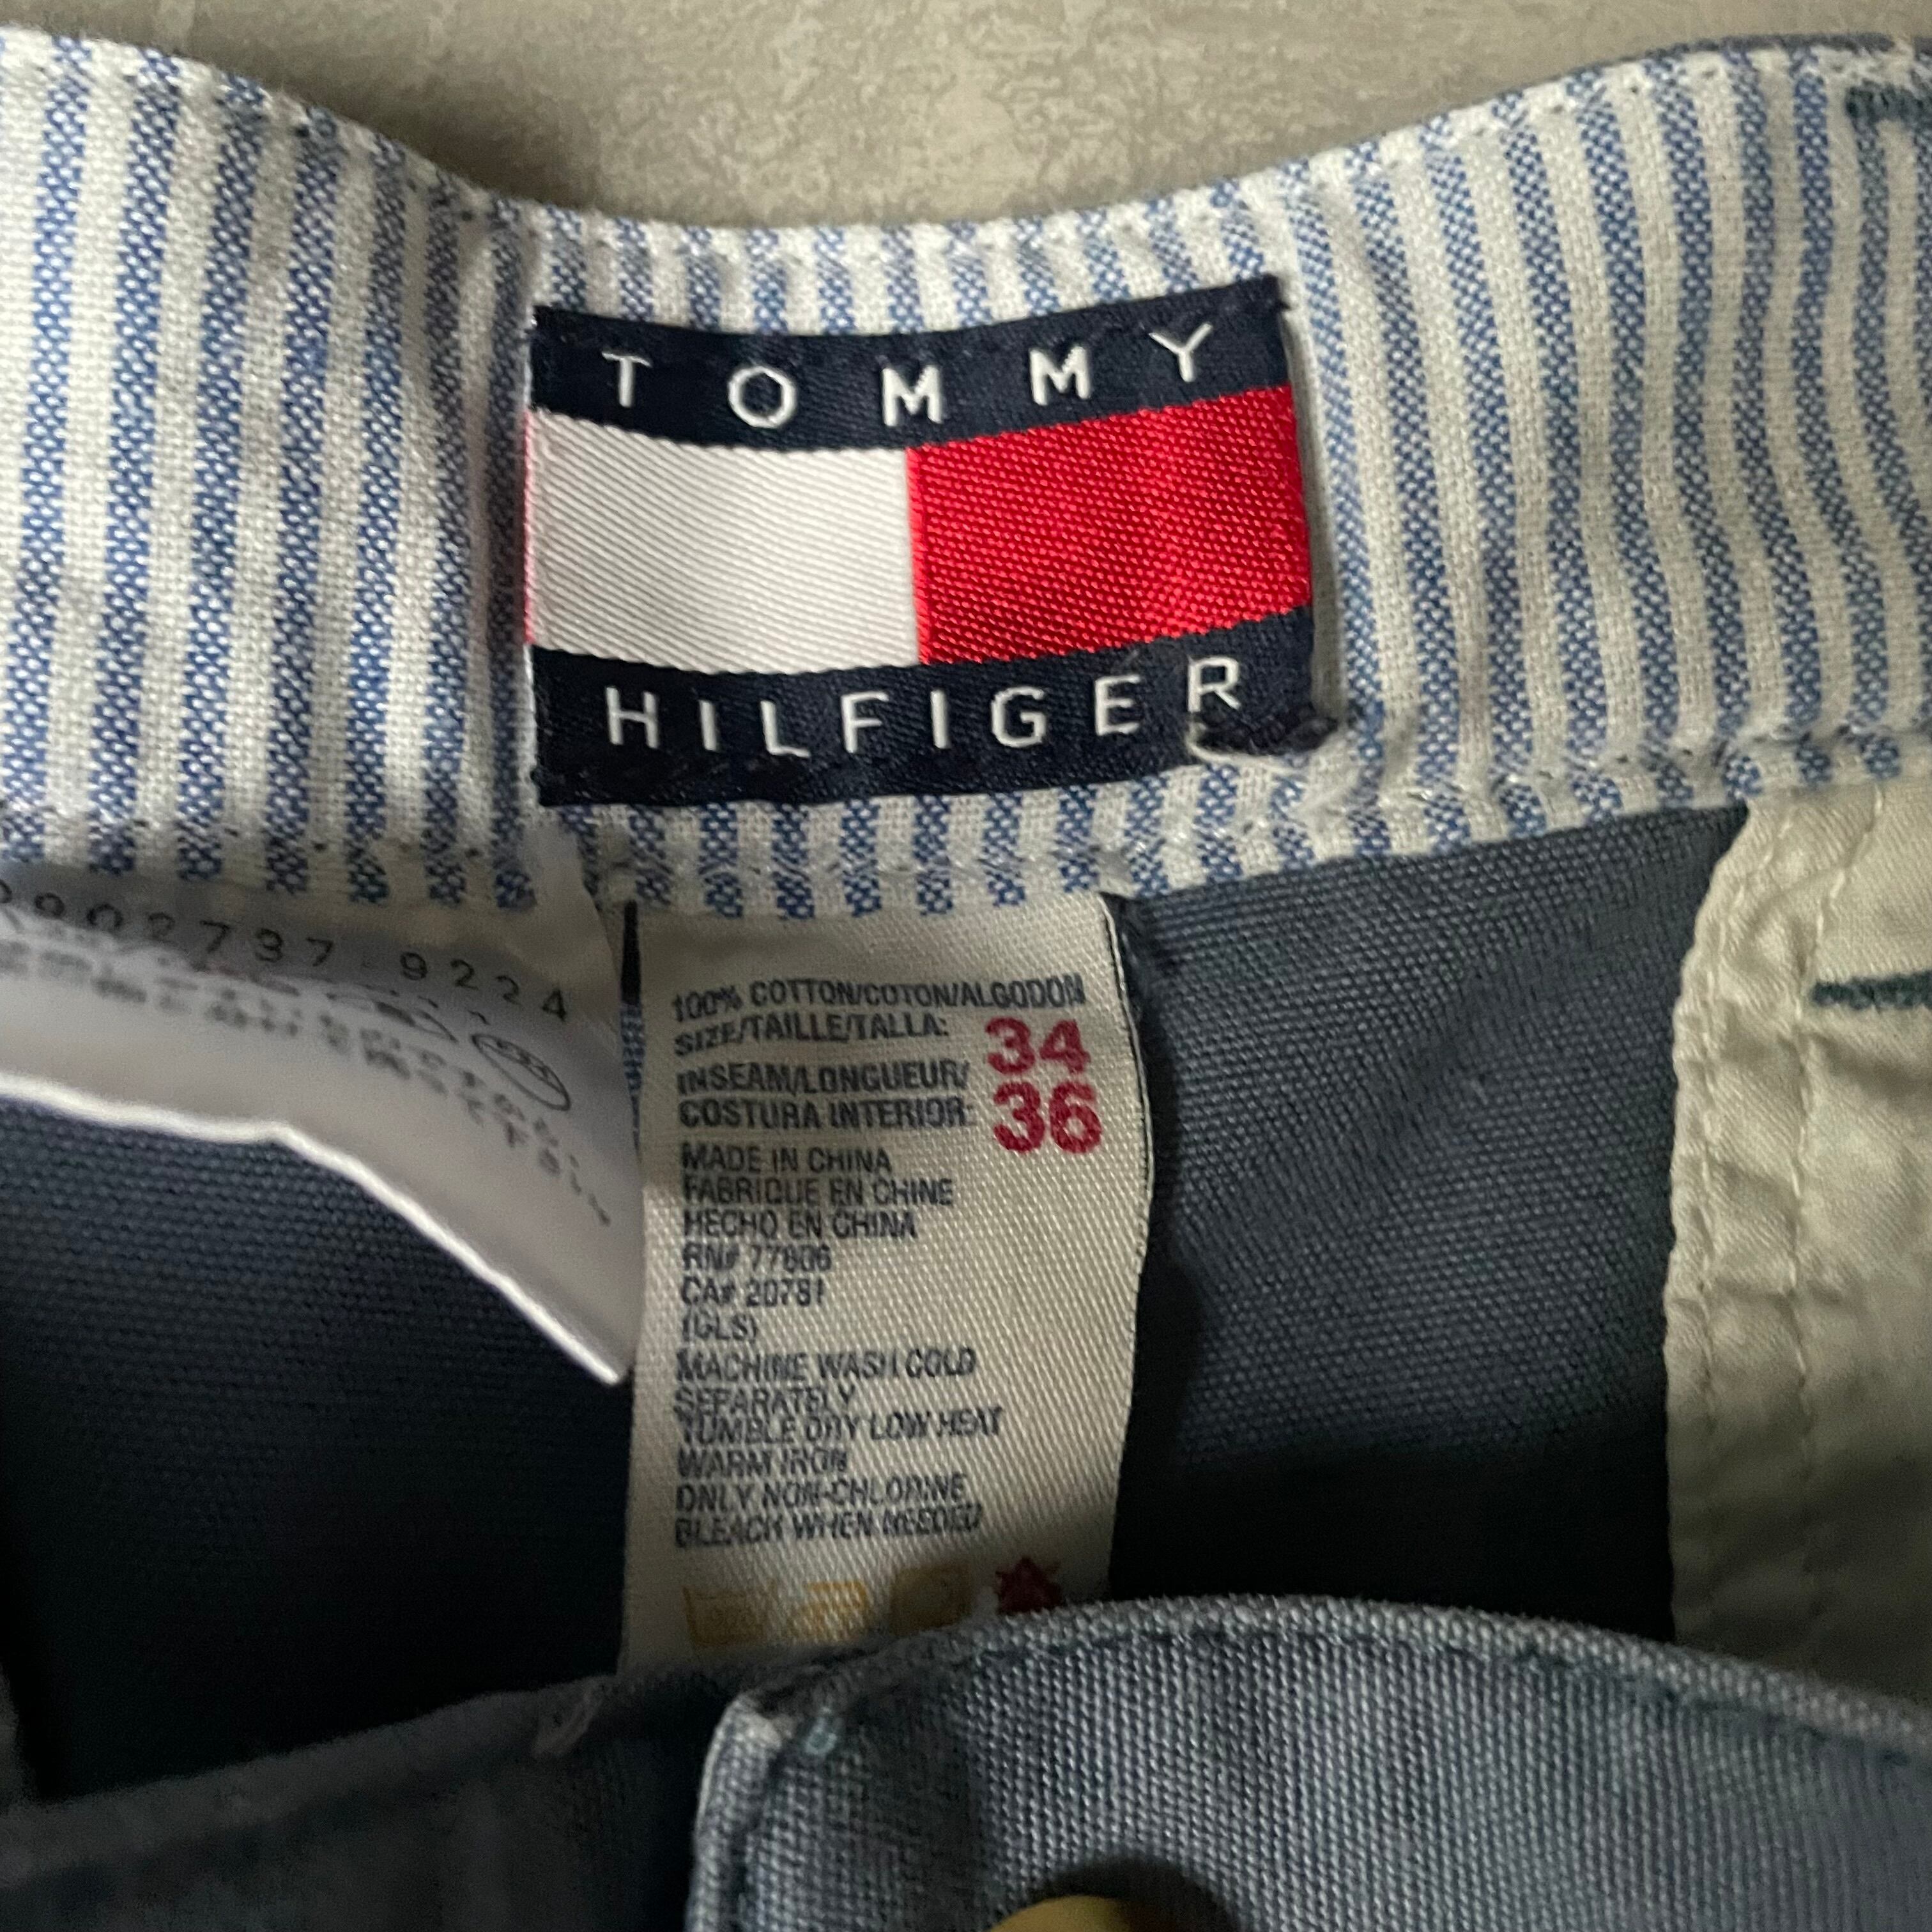 TOMMY
HILFIGER
902737 9224
100% COTTON/COTON/ALGODON
SIZE/TAILLE/TALLA: 34
INSEAM/LONGUEUR/
COSTURA INTERIOR: 36
MADE IN CHINA
FABRIQUE EN CHINE
HECHO EN CHINA
RN# 77806
CA# 20781
(GLS)
MACHINE WASH COLD
SEPARATELY
TUMBLE DRY LOW HEAT
WARM IRON
ONLY NON-CHLORINE
BLEACH WHEN NEEDED